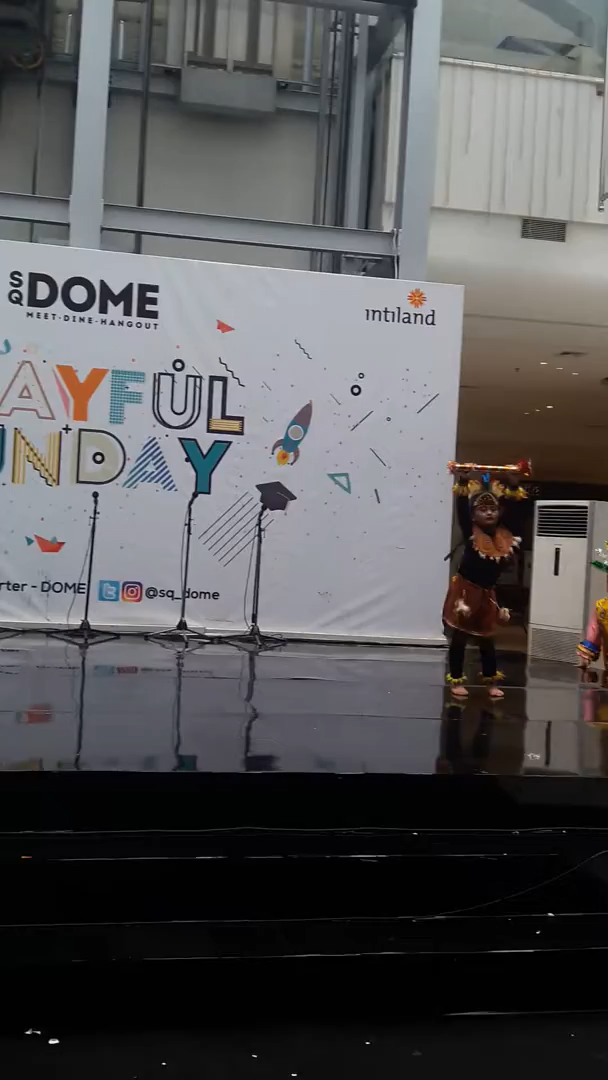 SQ DOME
MEET·DINE·HANGOUT
intiland
AYFUL
UNDAY
rter - DOME
@sq_dome